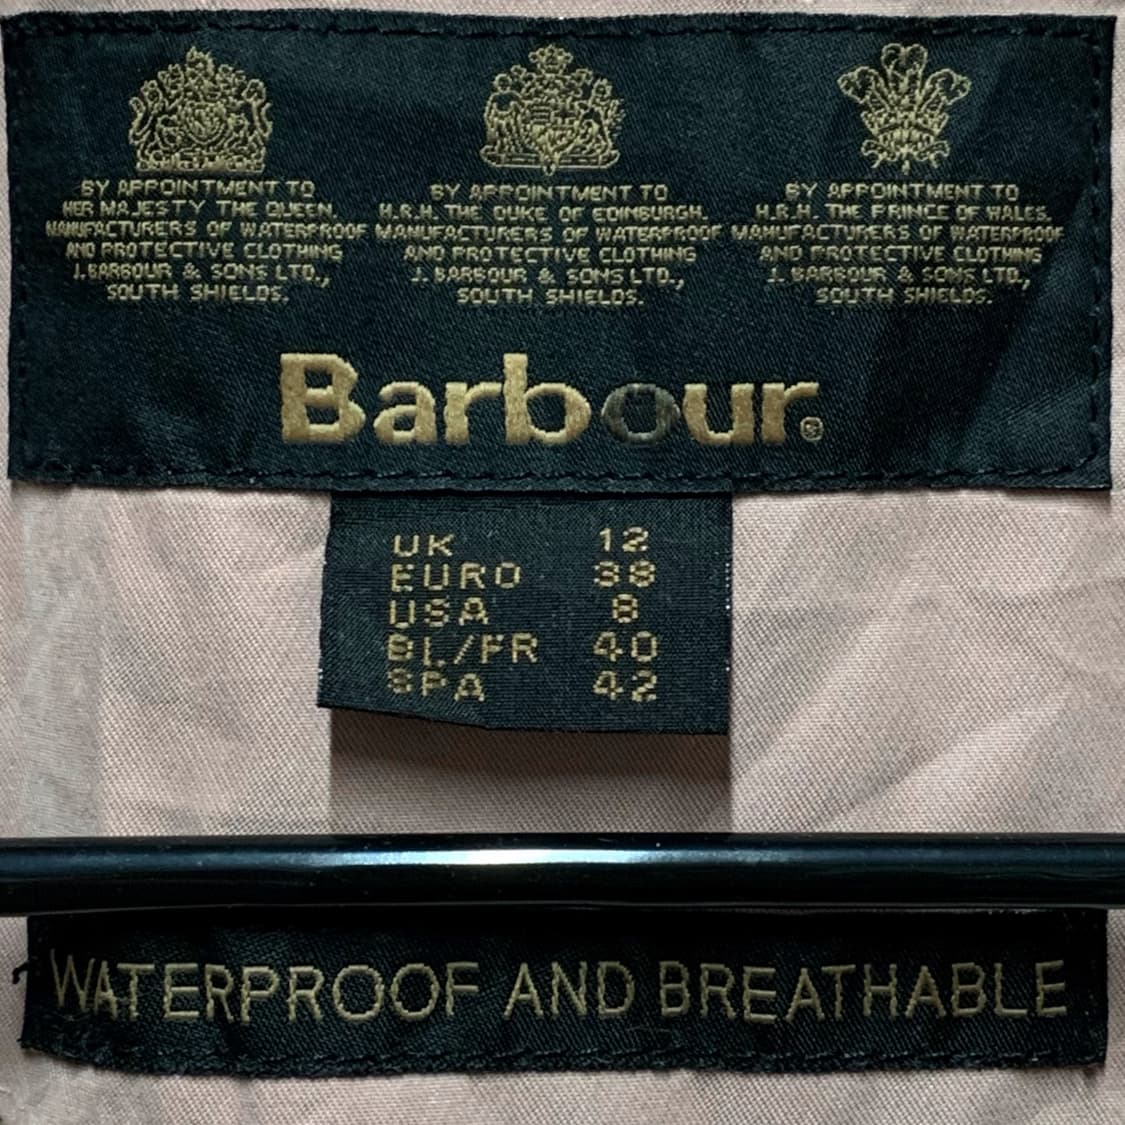 BY APPOINTMENT TO
HER MAJESTY THE QUEEN.
MANUFACTURERS OF WATERPROOF
AND PROTECTIVE CLOTHING
J. BARBOUR & SONS LTD.,
SOUTH SHIELDS.
BY APPOINTMENT TO
H.R.H. THE DUKE OF EDINBURGH.
MANUFACTURERS OF WATERPROOF
AND PROTECTIVE CLOTHING
J. BARBOUR & SONS LTD.,
SOUTH SHIELDS.
BY APPOINTMENT TO
H.R.H. THE PRINCE OF WALES.
MANUFACTURERS OF WATERPROOF
AND PROTECTIVE CLOTHING
J. BARBOUR & SONS LTD.,
SOUTH SHIELDS.
Barbour®
UK 12
EURO 38
USA 8
BL/FR 40
SPA 42
WATERPROOF AND BREATHABLE